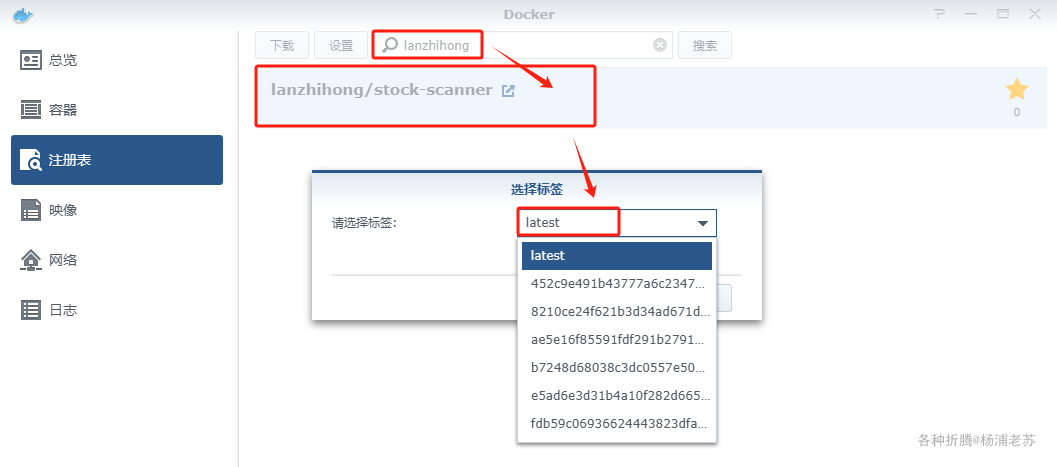 Docker
总览
容器
注册表
映像
网络
日志
下载 设置 lanzhihong 搜索
lanzhihong/stock-scanner
0
选择标签
请选择标签: latest
latest
452c9e491b43777a6c2347...
8210ce24f621b3d34ad671d...
ae5e16f85591fdf291b2791...
b7248d68038c3dc0557e50...
e5ad6e3d31b4a10f282d665...
fdb59c06936624443823dfa...
各种折腾@杨浦老苏